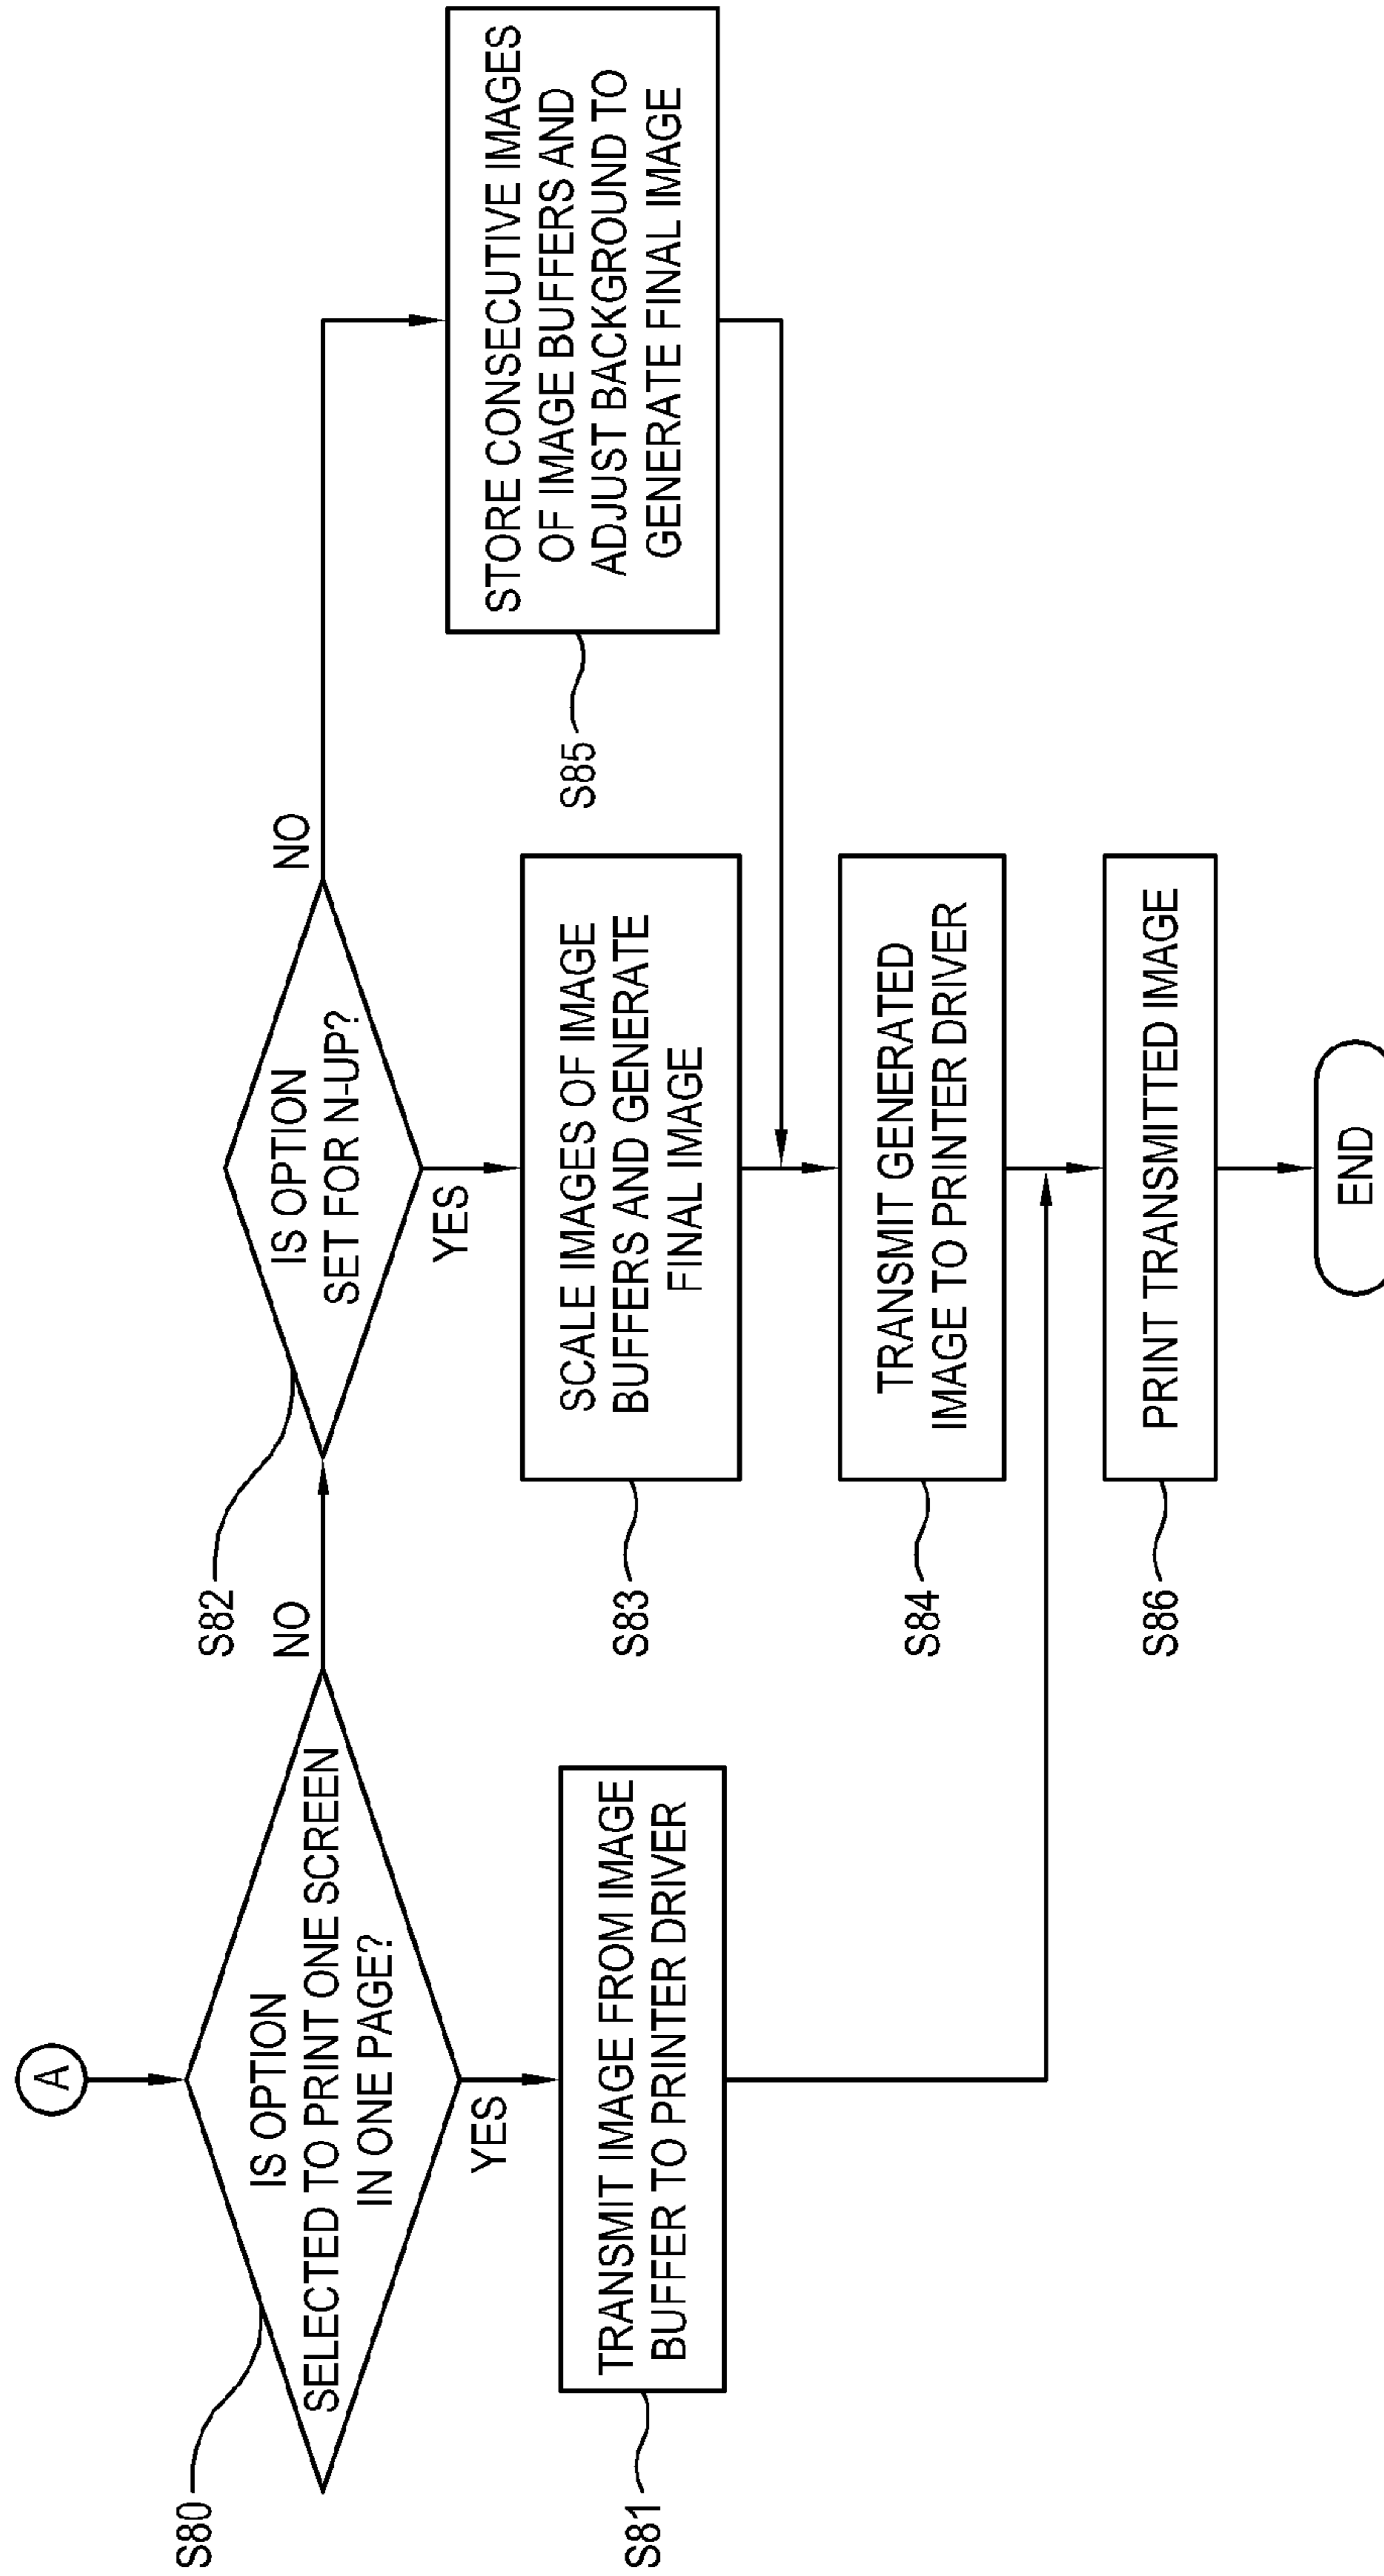 A
S80
IS OPTION
SELECTED TO PRINT ONE SCREEN
IN ONE PAGE?
NO
YES
S81
TRANSMIT IMAGE FROM IMAGE
BUFFER TO PRINTER DRIVER
S82
IS OPTION
SET FOR N-UP?
NO
YES
S83
SCALE IMAGES OF IMAGE
BUFFERS AND GENERATE
FINAL IMAGE
S85
STORE CONSECUTIVE IMAGES
OF IMAGE BUFFERS AND
ADJUST BACKGROUND TO
GENERATE FINAL IMAGE
S84
TRANSMIT GENERATED
IMAGE TO PRINTER DRIVER
S86
PRINT TRANSMITTED IMAGE
END